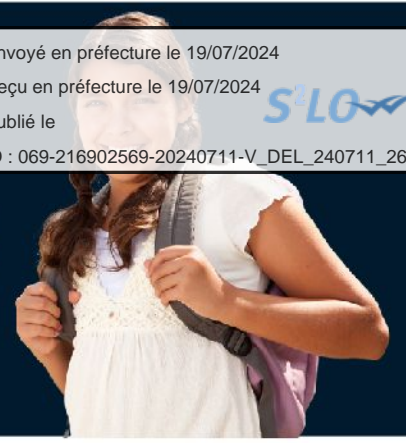 nvoyé en préfecture le 19/07/2024
eçu en préfecture le 19/07/2024
ublié le
S²LO
: 069-216902569-20240711-V_DEL_240711_26